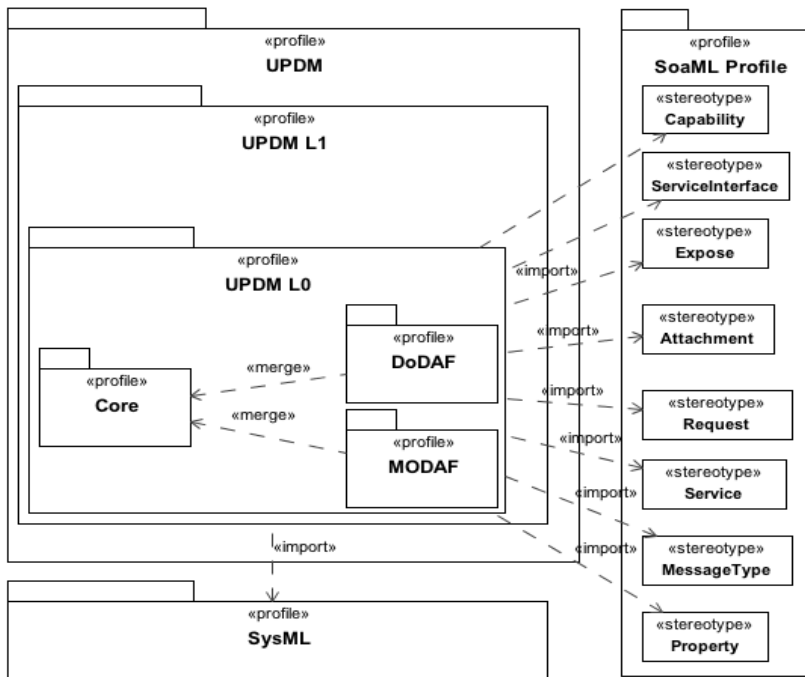 «profile»
UPDM
«profile»
UPDM L1
«profile»
UPDM L0
«profile»
Core
«merge»
«merge»
«profile»
DoDAF
«profile»
MODAF
«import»
«profile»
SysML
«import»
«import»
«import»
«import»
«import»
«import»
«profile»
SoaML Profile
«stereotype»
Capability
«stereotype»
ServiceInterface
«stereotype»
Expose
«stereotype»
Attachment
«stereotype»
Request
«stereotype»
Service
«stereotype»
MessageType
«stereotype»
Property